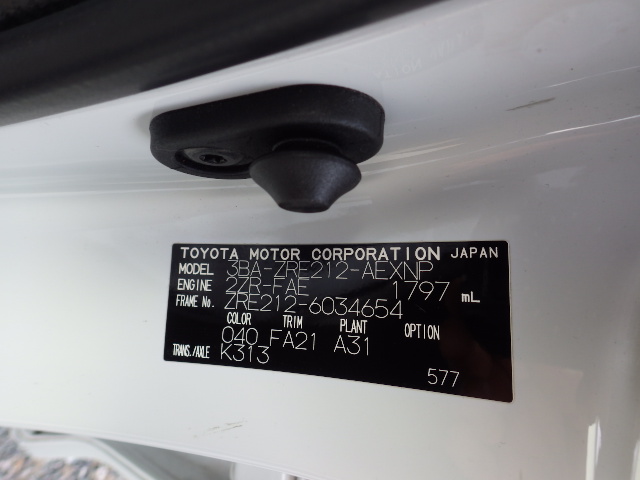 TOYOTA MOTOR CORPORATION JAPAN
MODEL 3BA-ZRE212-AEXNP
ENGINE 2ZR-FAE 1797 mL
FRAME No. ZRE212-6034654
COLOR TRIM PLANT OPTION
040 FA21 A31
TRANS./AXLE K313
577